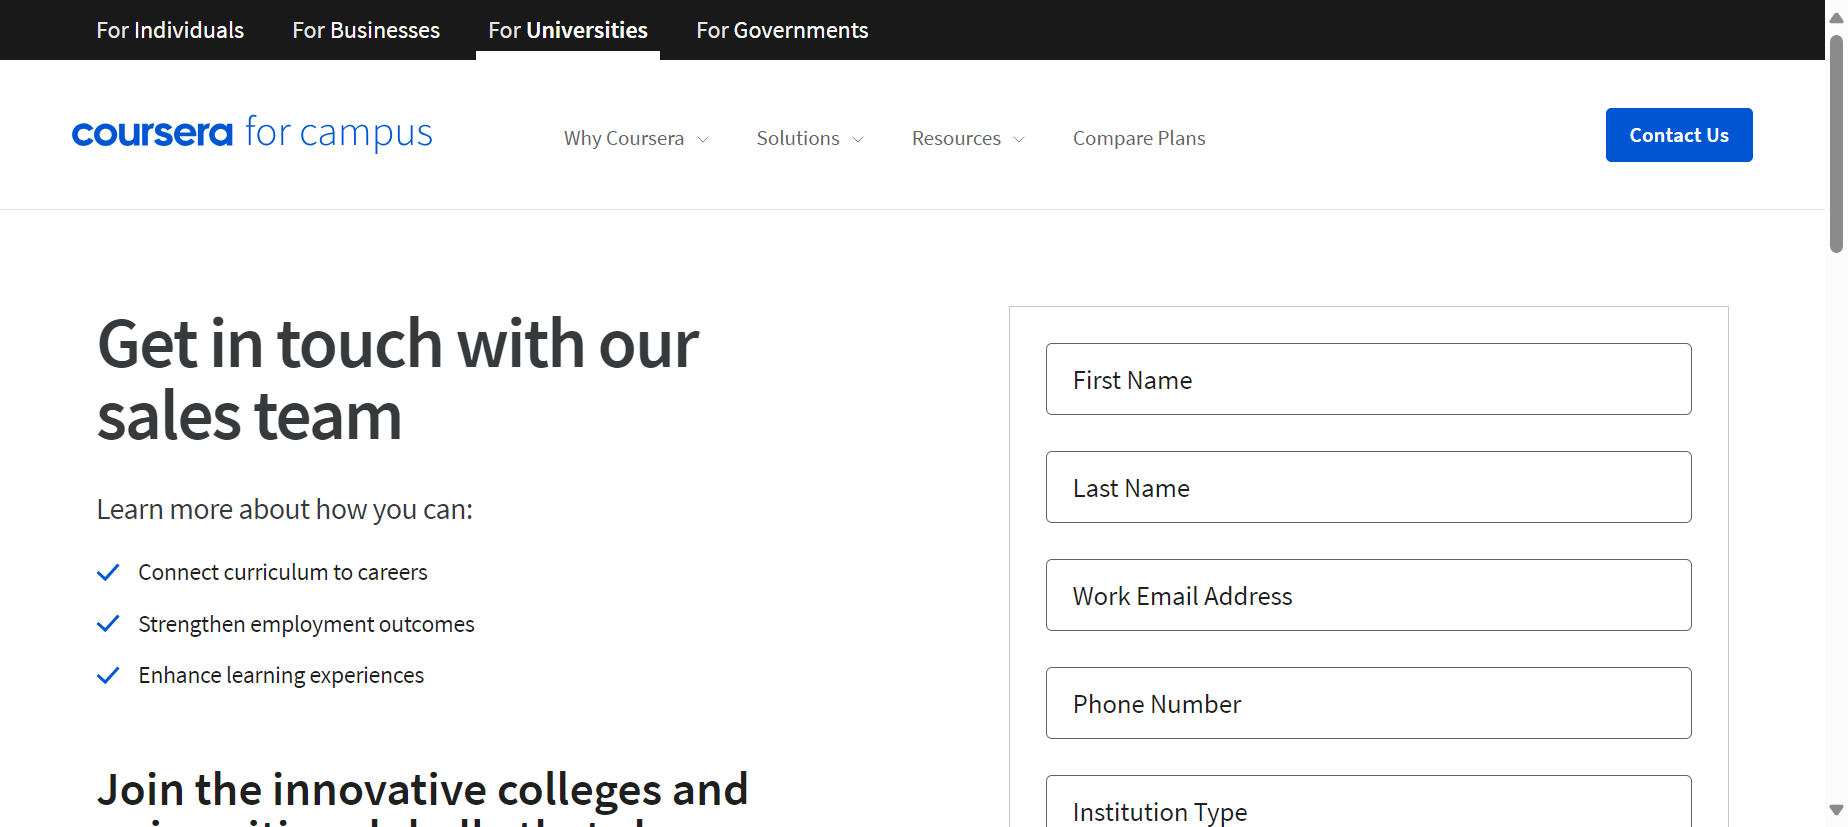 For Individuals
For Businesses
For Universities
For Governments
coursera for campus
Why Coursera
Solutions
Resources
Compare Plans
Contact Us
Get in touch with our
sales team
Learn more about how you can:
Connect curriculum to careers
Strengthen employment outcomes
Enhance learning experiences
Join the innovative colleges and
First Name
Last Name
Work Email Address
Phone Number
Institution Type